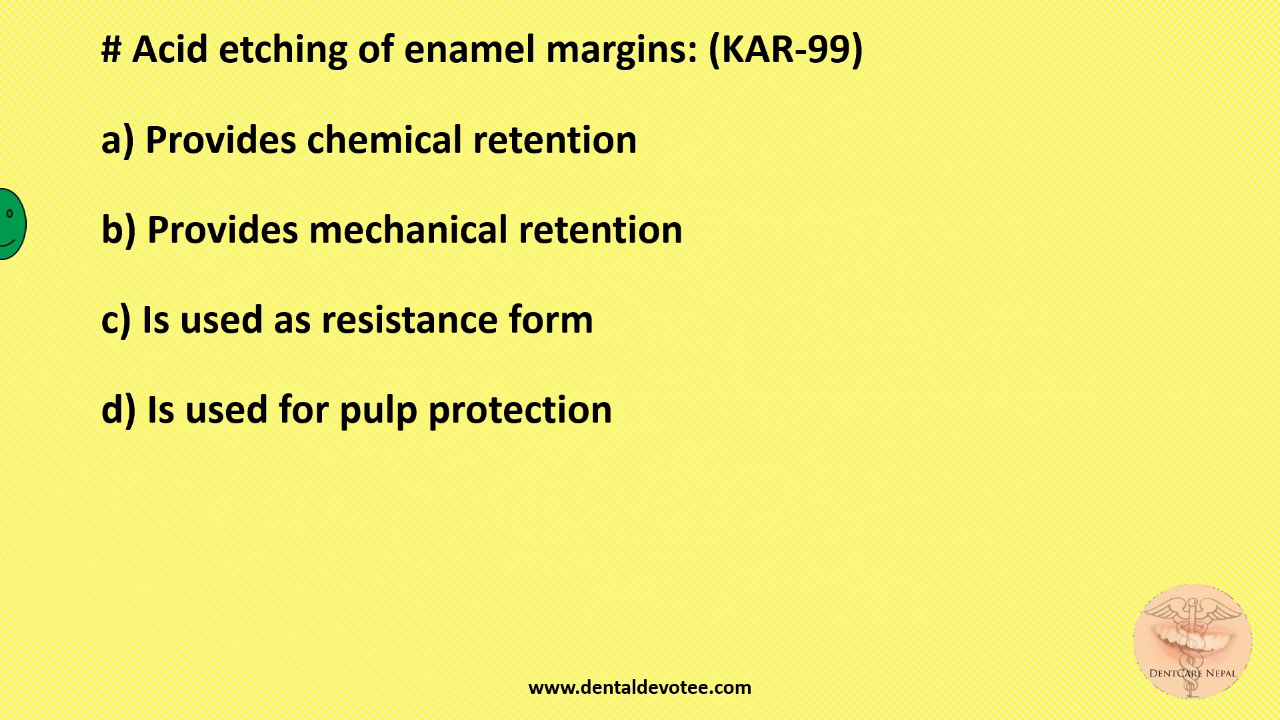 # Acid etching of enamel margins: (KAR-99)
a) Provides chemical retention
b) Provides mechanical retention
c) Is used as resistance form
d) Is used for pulp protection
DENTCARE NEPAL
www.dentaldevotee.com